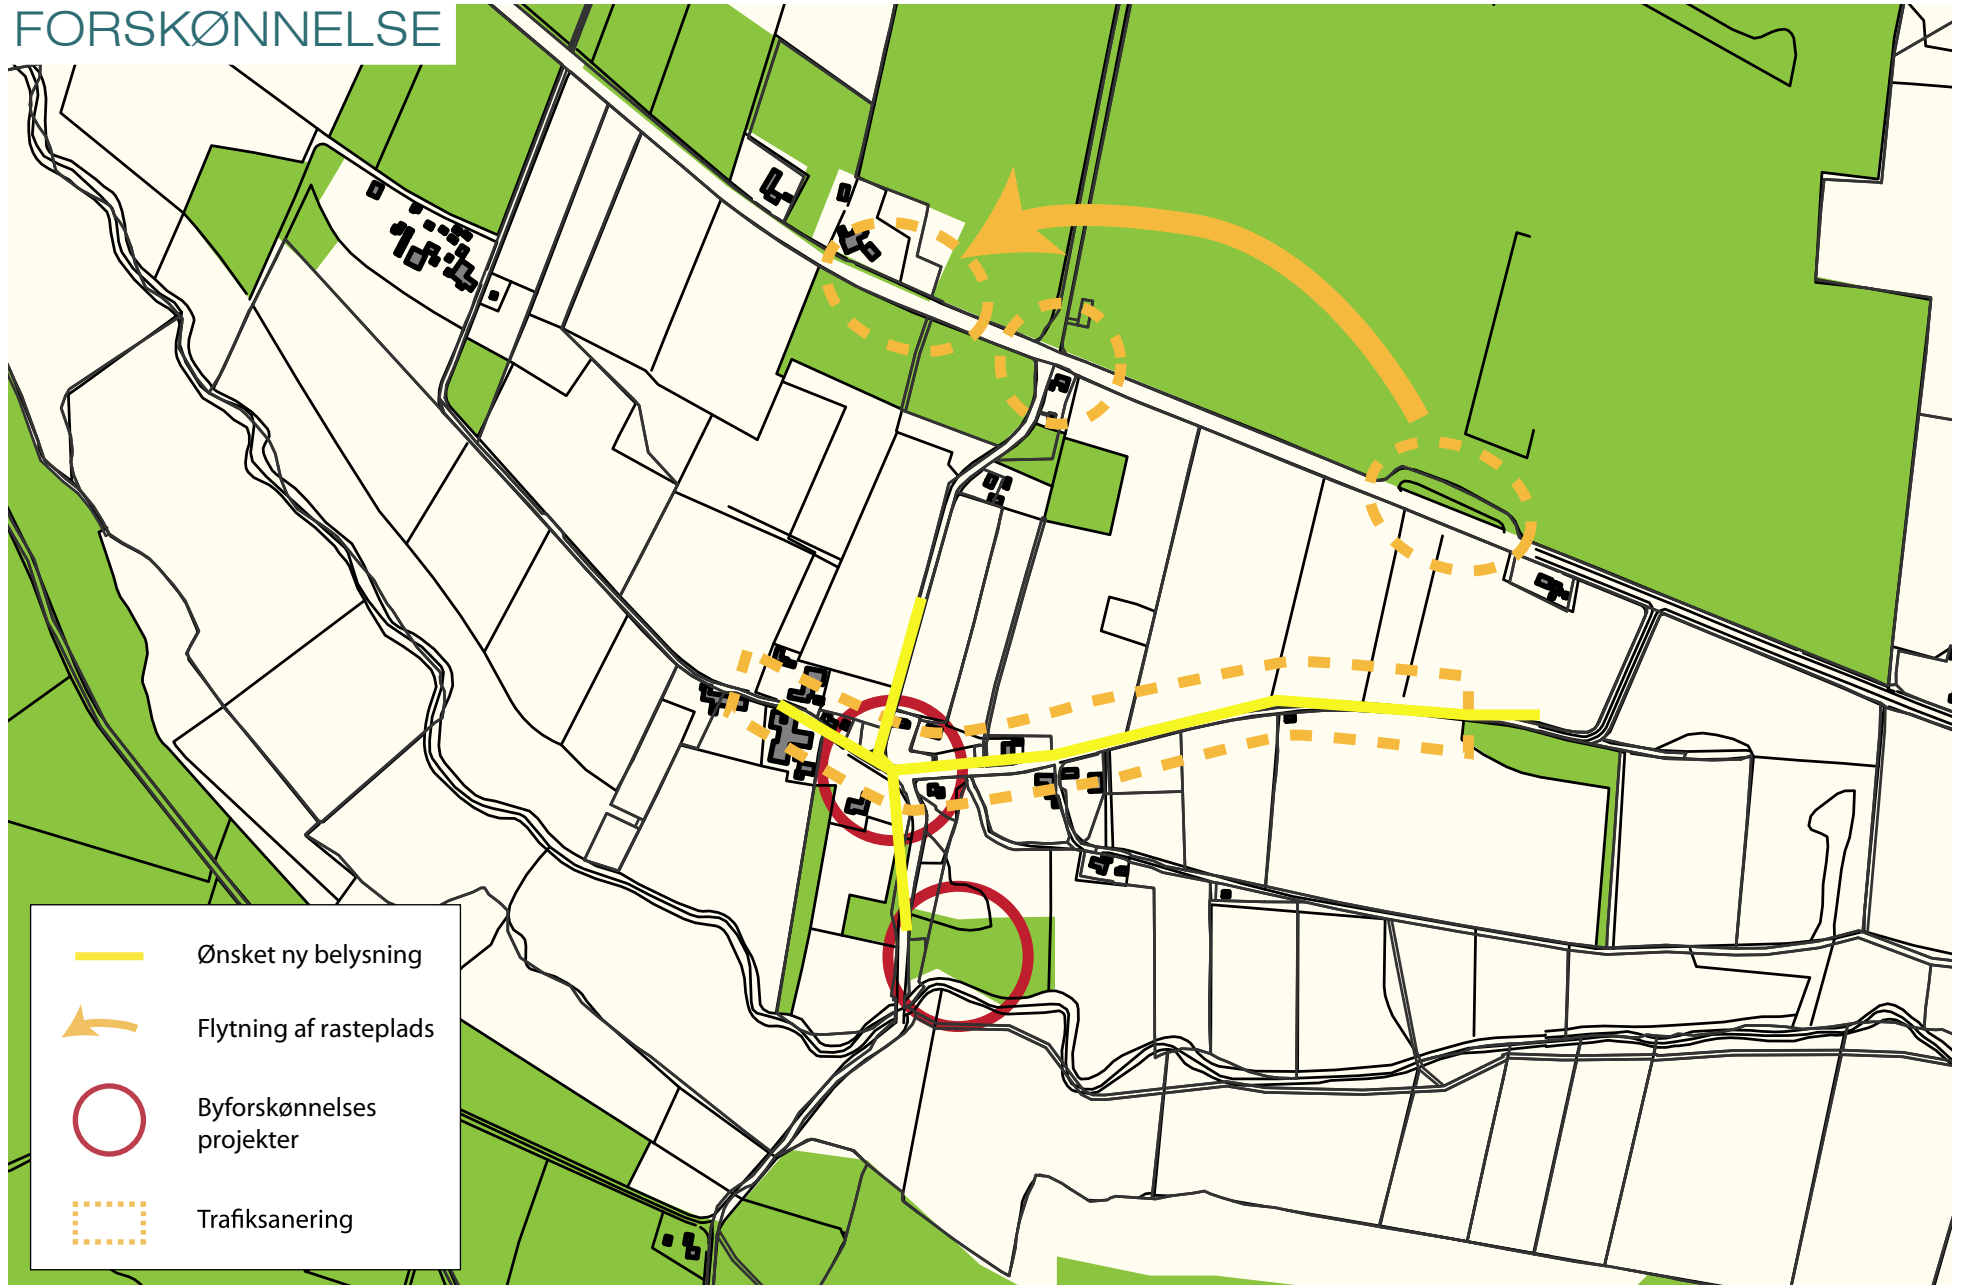 FORSKØNNELSE
Ønsket ny belysning
Flytning af rasteplads
Byforskønnelses
projekter
Trafiksanering